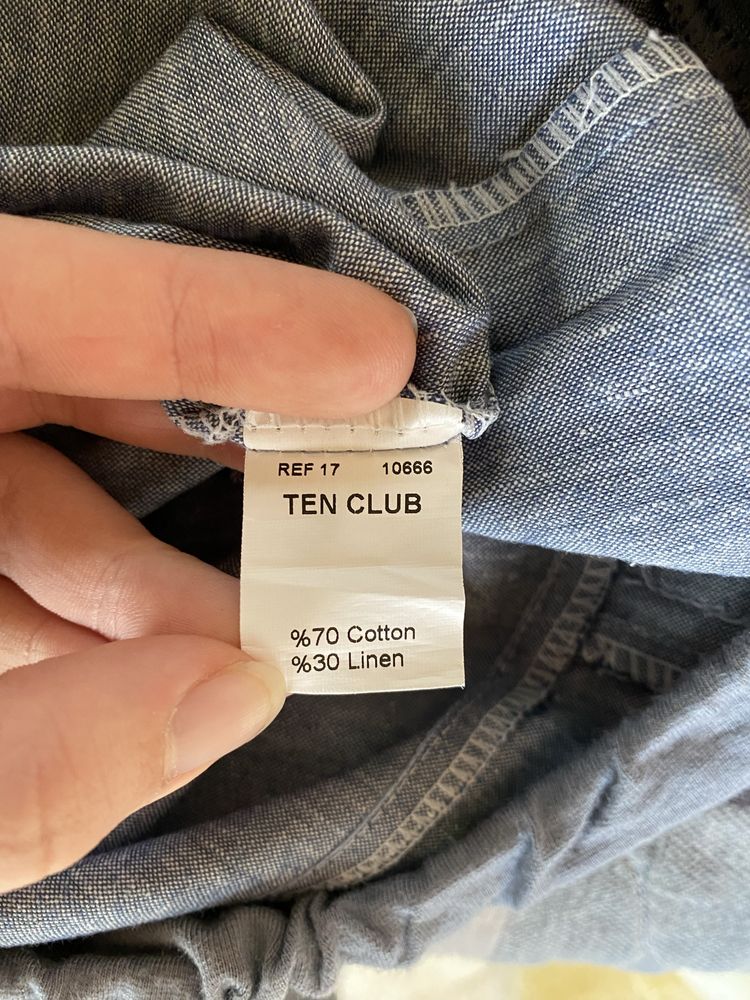 REF 17 10666
TEN CLUB
%70 Cotton
%30 Linen